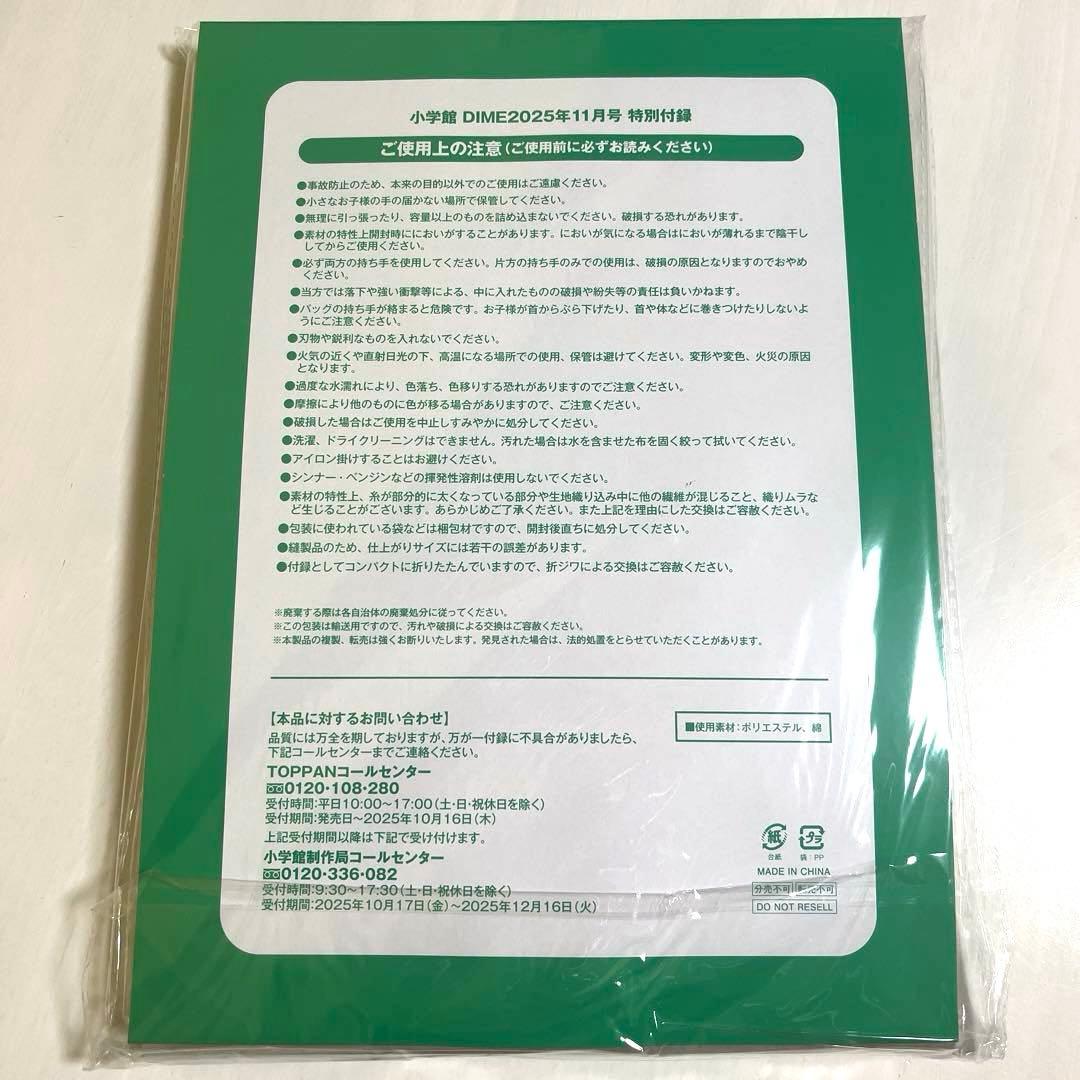 小学館 DIME2025年11月号 特別付録
ご使用上の注意(ご使用前に必ずお読みください)
●事故防止のため、本来の目的以外でのご使用はご遠慮ください。
●小さなお子様の手の届かない場所で保管してください。
●無理に引っ張ったり、容量以上のものを詰め込まないでください。破損する恐れがあります。
●素材の特性上開封時ににおいがすることがあります。においが気になる場合はにおいが薄れるまで陰干し
してからご使用ください。
●必ず両方の持ち手を使用してください。片方の持ち手のみでの使用は、破損の原因となりますのでおやめ
ください。
●当方では落下や強い衝撃等による、中に入れたものの破損や紛失等の責任は負いかねます。
●バッグの持ち手が絡まると危険です。お子様が首からぶら下げたり、首や体などに巻きつけたりしないよ
うにご注意ください。
●刃物や鋭利なものを入れないでください。
●火気の近くや直射日光の下、高温になる場所での使用、保管は避けてください。変形や変色、火災の原因
となります。
●過度な水濡れにより、色落ち、色移りする恐れがありますのでご注意ください。
●摩擦により他のものに色が移る場合がありますので、ご注意ください。
●破損した場合はご使用を中止しすみやかに処分してください。
●洗濯、ドライクリーニングはできません。汚れた場合は水を含ませた布を固く絞って拭いてください。
●アイロン掛けすることはお避けください。
●シンナー・ベンジンなどの揮発性溶剤は使用しないでください。
●素材の特性上、糸が部分的に太くなっている部分や生地織り込み中に他の繊維が混じること、織りムラな
ど生じることがございます。あらかじめご了承ください。また上記を理由にした交換はご容赦ください。
●包装に使われている袋などは梱包材ですので、開封後直ちに処分してください。
●縫製品のため、仕上がりサイズには若干の誤差があります。
●付録としてコンパクトに折りたたんでいますので、折ジワによる交換はご容赦ください。
※廃棄する際は各自治体の廃棄処分に従ってください。
※この包装は輸送用ですので、汚れや破損による交換はご容赦ください。
※本製品の複製、転売は強くお断りいたします。発見された場合は、法的処置をとらせていただくことがあります。
【本品に対するお問い合わせ】
品質には万全を期しておりますが、万が一付録に不具合がありましたら、
下記コールセンターまでご連絡ください。
■使用素材:ポリエステル、綿
TOPPANコールセンター
0120・108・280
受付時間:平日10:00〜17:00(土・日・祝休日を除く)
受付期間:発売日〜2025年10月16日(木)
上記受付期間以降は下記で受け付けます。
小学館制作局コールセンター
0120・336・082
受付時間:9:30〜17:30(土・日・祝休日を除く)
受付期間:2025年10月17日(金)〜2025年12月16日(火)
紙 プラ
台紙 袋:PP
MADE IN CHINA
分売不可 転売不可
DO NOT RESELL